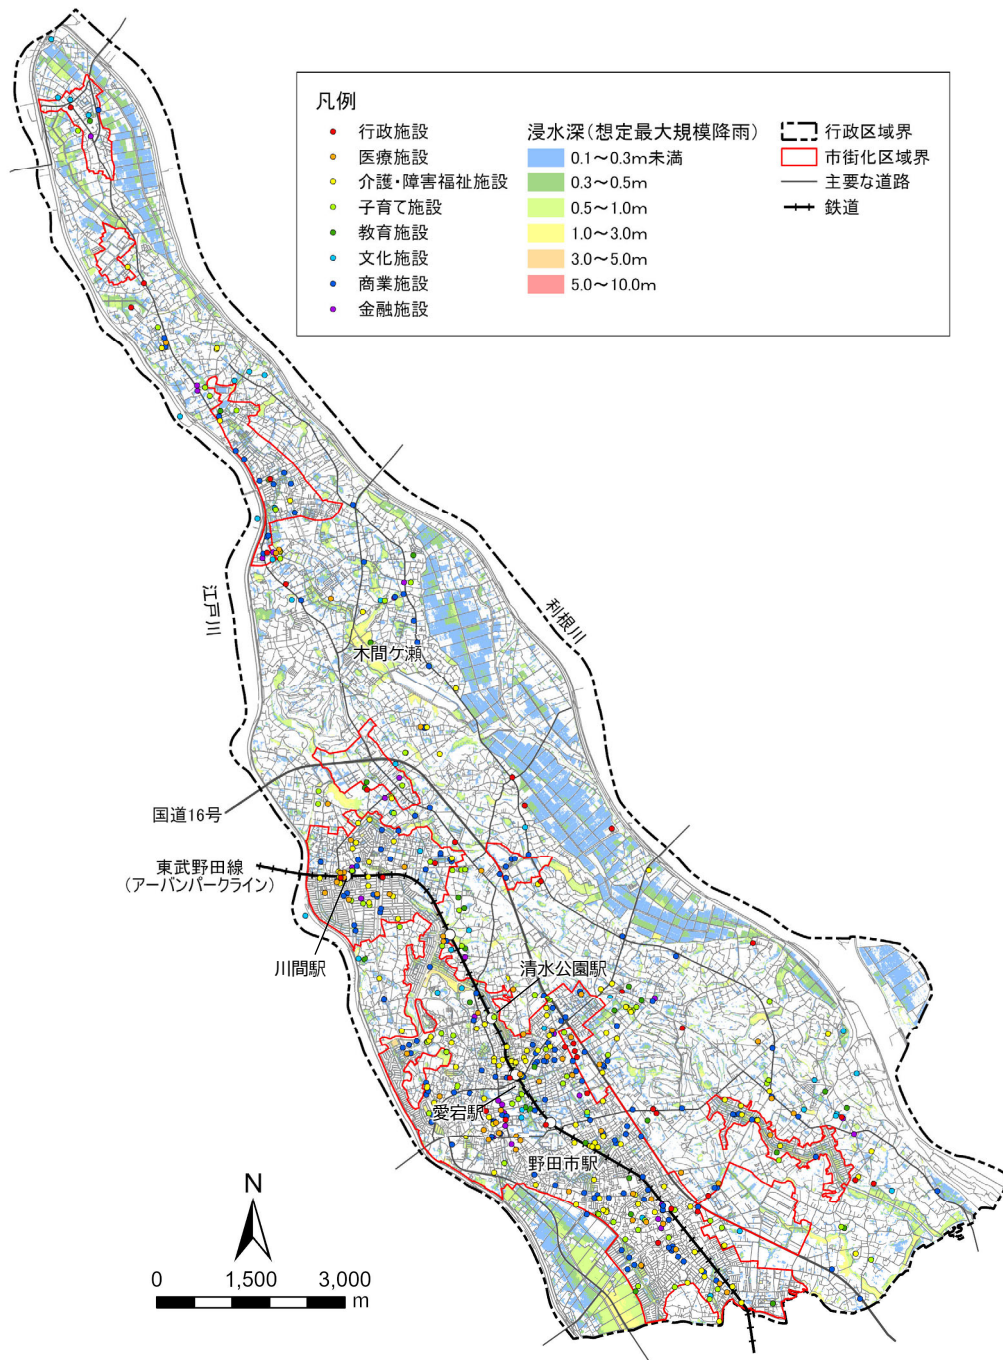 凡例
行政施設
医療施設
介護・障害福祉施設
子育て施設
教育施設
文化施設
商業施設
金融施設
浸水深(想定最大規模降雨)
0.1～0.3m未満
0.3～0.5m
0.5～1.0m
1.0～3.0m
3.0～5.0m
5.0～10.0m
行政区域界
市街化区域界
主要な道路
鉄道
江戸川
利根川
木間ケ瀬
国道16号
東武野田線
(アーバンパークライン)
川間駅
清水公園駅
愛宕駅
野田市駅
N
0 1,500 3,000
m